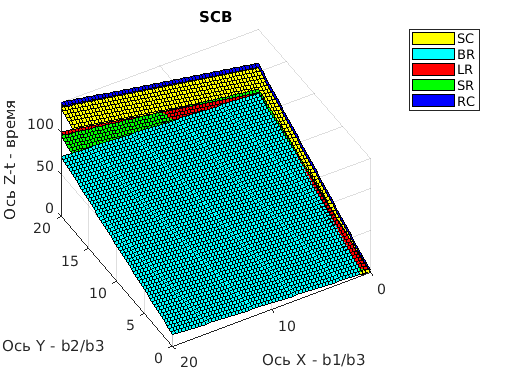 SCB
SC
BR
LR
SR
RC
Ось Z-t - время
100
50
0
20
15
10
5
0
Ось Y - b2/b3
20
10
0
Ось X - b1/b3